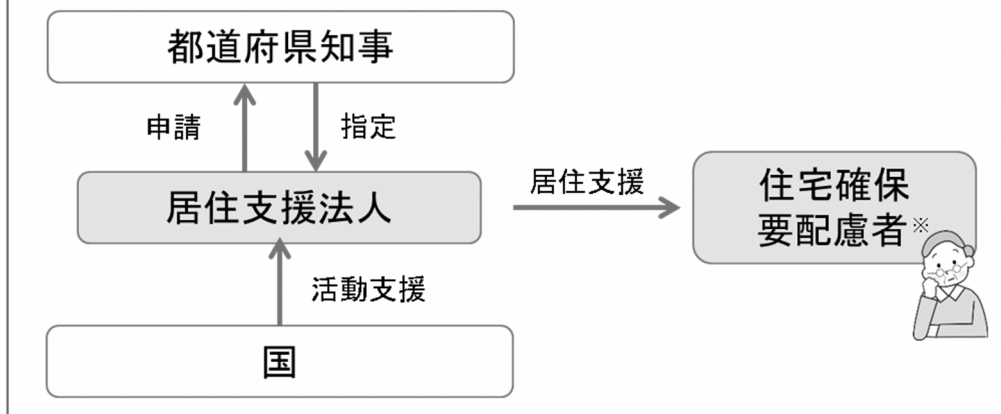 都道府県知事
申請
指定
居住支援法人
居住支援
住宅確保
要配慮者※
活動支援
国